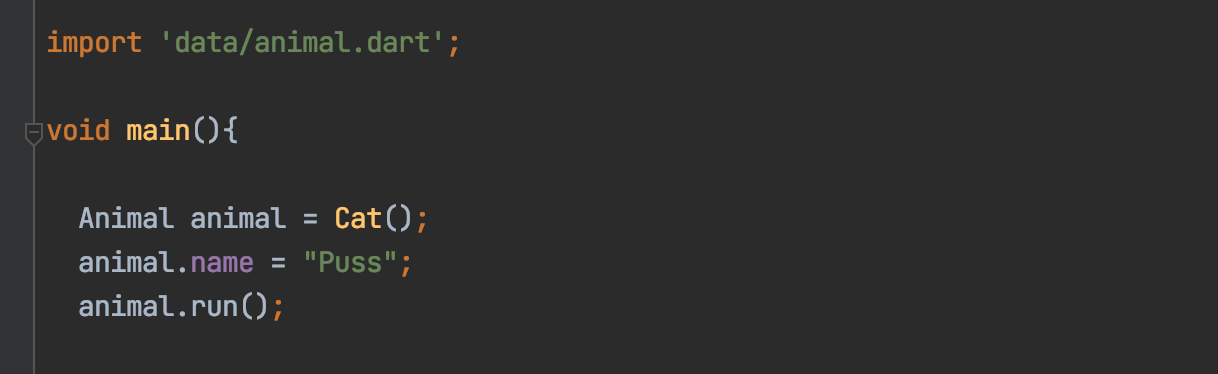 import 'data/animal.dart';
void main(){
Animal animal = Cat();
animal.name = "Puss";
animal.run();